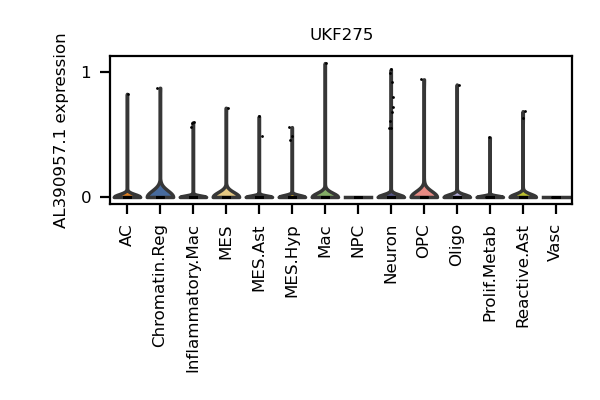 UKF275
AL390957.1 expression
1
0
AC
Chromatin.Reg
Inflammatory.Mac
MES
MES.Ast
MES.Hyp
Mac
NPC
Neuron
OPC
Oligo
Prolif.Metab
Reactive.Ast
Vasc